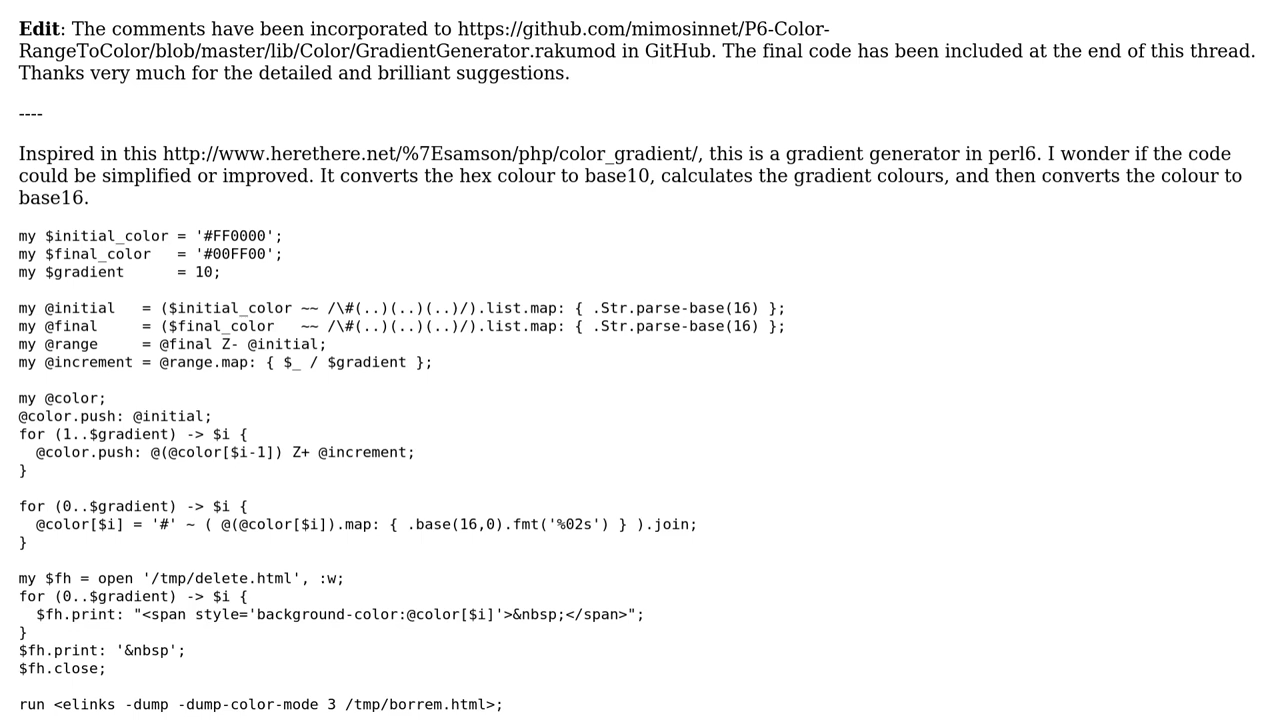 Edit: The comments have been incorporated to https://github.com/mimosinnet/P6-Color-
RangeToColor/blob/master/lib/Color/GradientGenerator.rakumod in GitHub. The final code has been included at the end of this thread.
Thanks very much for the detailed and brilliant suggestions.
----
Inspired in this http://www.herethere.net/%7Esamson/php/color_gradient/, this is a gradient generator in perl6. I wonder if the code
could be simplified or improved. It converts the hex colour to base10, calculates the gradient colours, and then converts the colour to
base16.
my $initial_color = '#FF0000';
my $final_color   = '#00FF00';
my $gradient      = 10;
my @initial   = ($initial_color ~~ /\#(..)(..)(..)/).list.map: { .Str.parse-base(16) };
my @final     = ($final_color   ~~ /\#(..)(..)(..)/).list.map: { .Str.parse-base(16) };
my @range     = @final Z- @initial;
my @increment = @range.map: { $_ / $gradient };
my @color;
@color.push: @initial;
for (1..$gradient) -> $i {
  @color.push: @(@color[$i-1]) Z+ @increment;
}
for (0..$gradient) -> $i {
  @color[$i] = '#' ~ ( @(@color[$i]).map: { .base(16,0).fmt('%02s') } ).join;
}
my $fh = open '/tmp/delete.html', :w;
for (0..$gradient) -> $i {
  $fh.print: "<span style='background-color:@color[$i]'>&nbsp;</span>";
}
$fh.print: '&nbsp';
$fh.close;
run <elinks -dump -dump-color-mode 3 /tmp/borrem.html>;